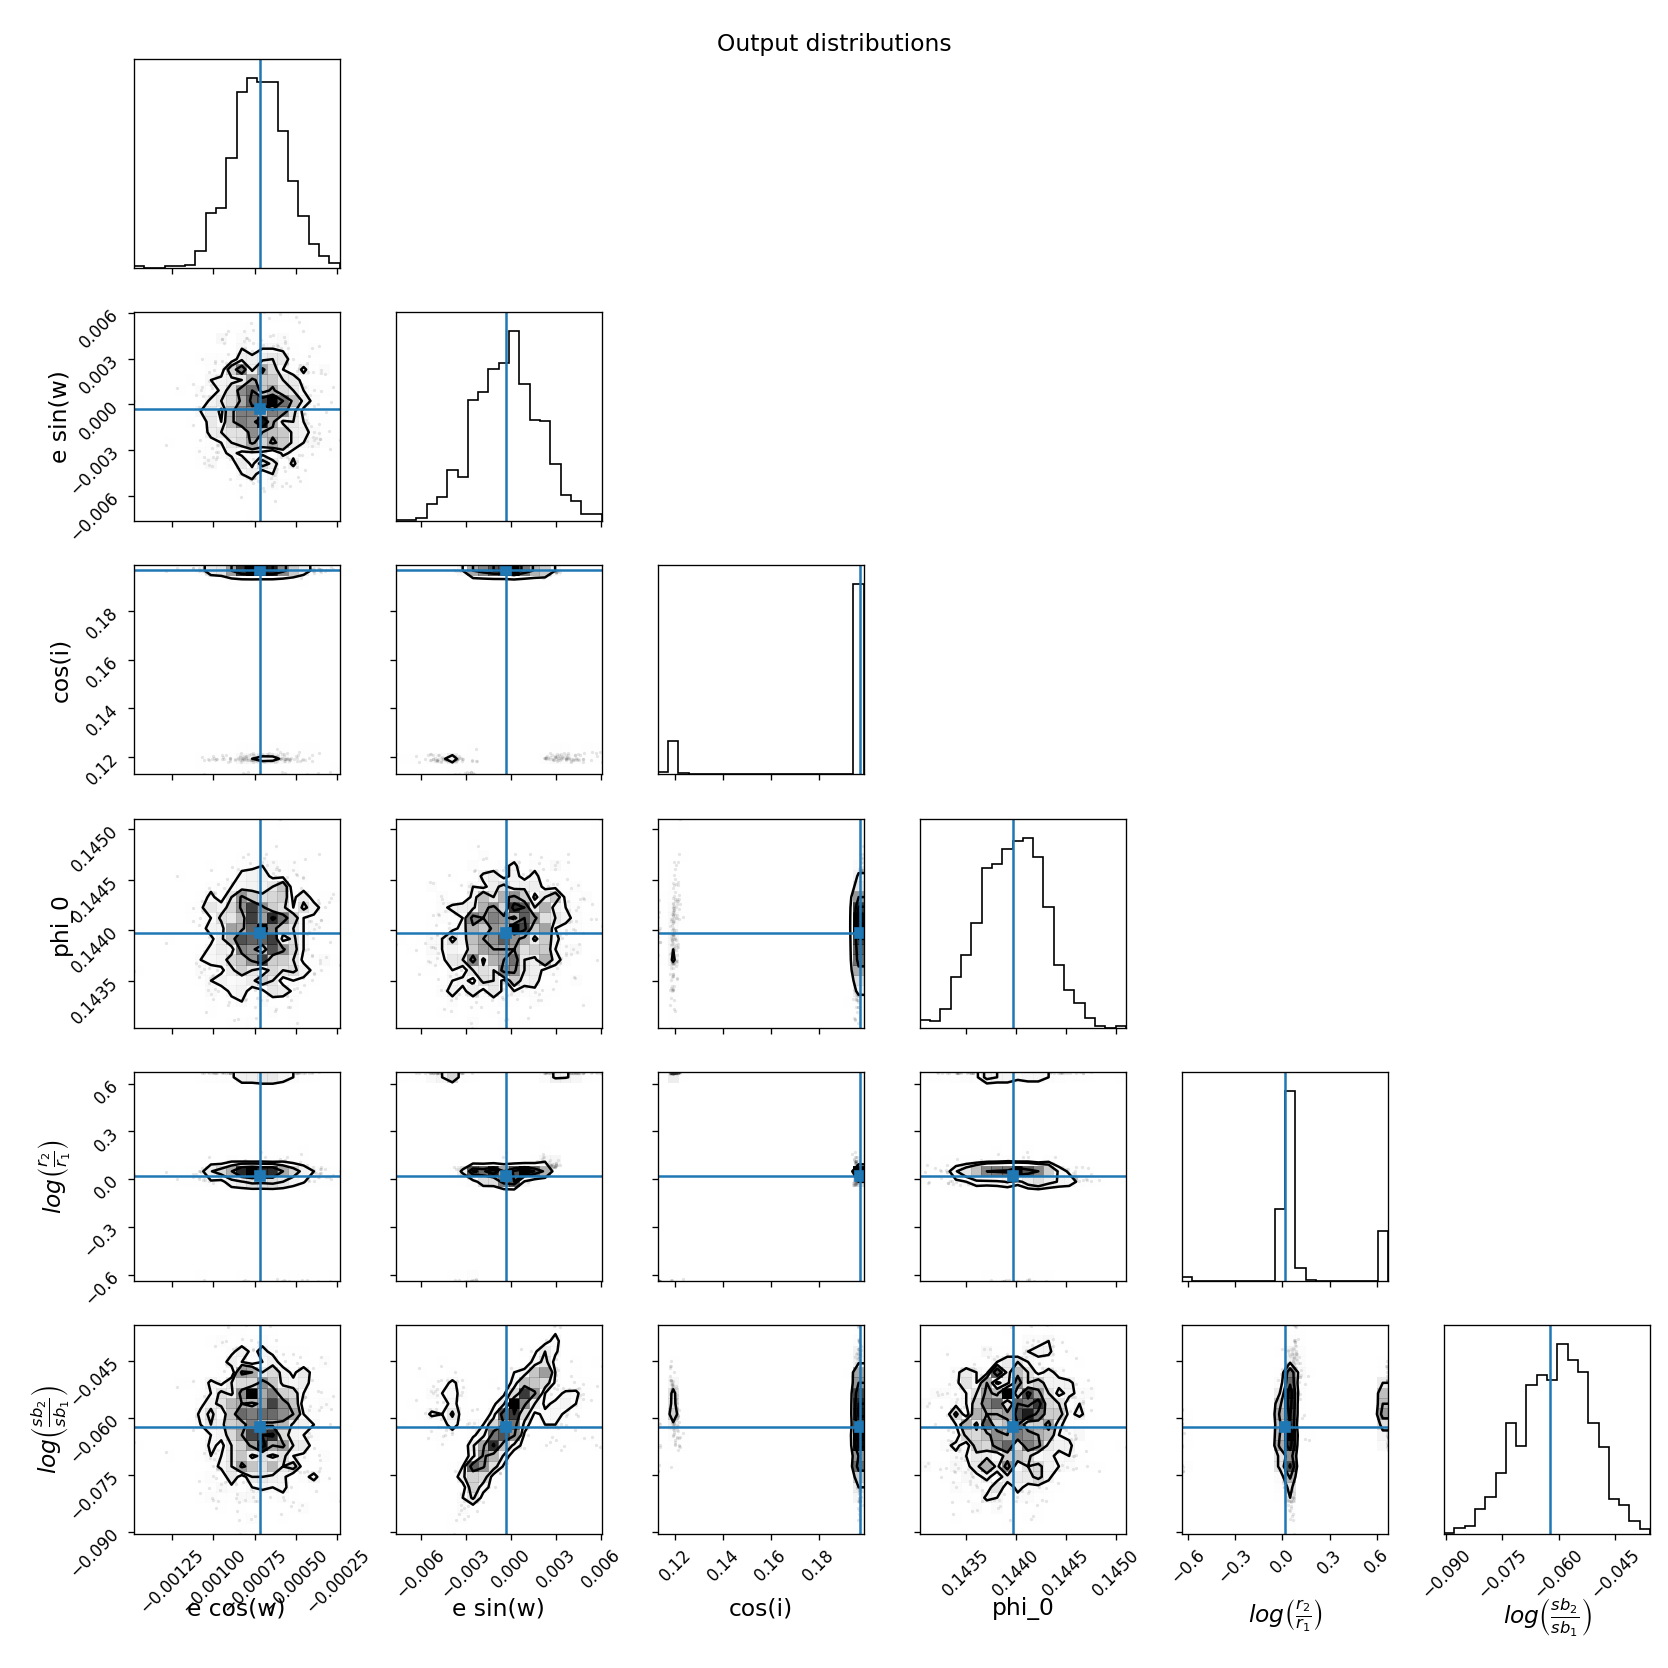 Output distributions
0.006
0.003
0.000
−0.003
−0.006
e sin(w)
0.18
0.16
0.14
0.12
cos(i)
0.1450
0.1445
0.1440
0.1435
phi_0
0.6
0.3
0.0
−0.3
−0.6
log(r2/r1)
−0.045
−0.060
−0.075
−0.090
log(sb2/sb1)
−0.00125 −0.00100 −0.00075 −0.00050 −0.00025
−0.006 −0.003 0.000 0.003 0.006
0.12 0.14 0.16 0.18
0.1435 0.1440 0.1445 0.1450
−0.6 −0.3 0.0 0.3 0.6
−0.090 −0.075 −0.060 −0.045
e cos(w) e sin(w) cos(i) phi_0 log(r2/r1) log(sb2/sb1)